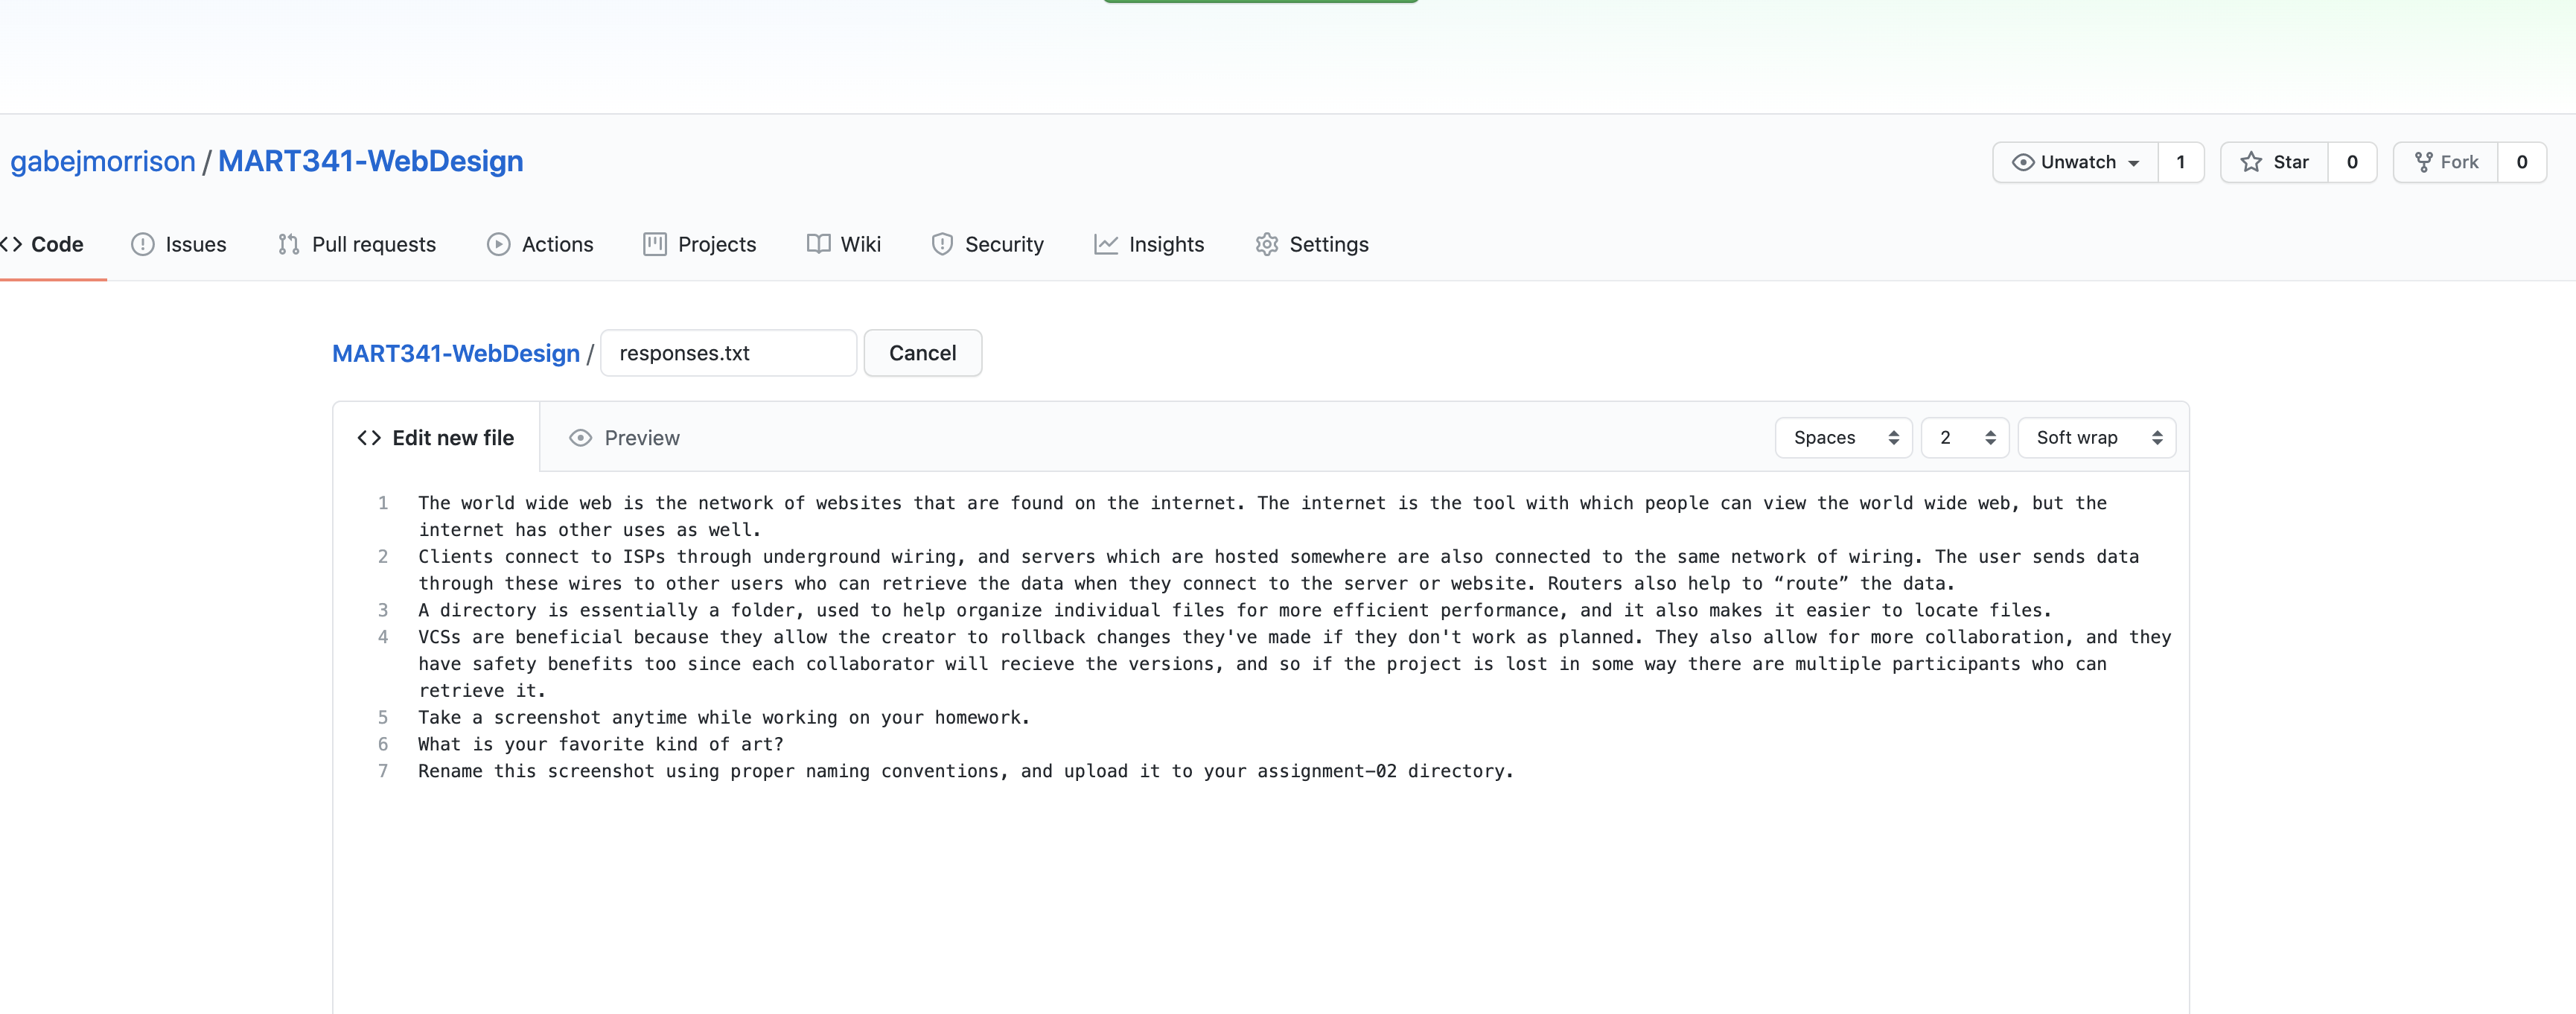 gabejmorrison / MART341-WebDesign
Unwatch 1 Star 0 Fork 0
Code Issues Pull requests Actions Projects Wiki Security Insights Settings
MART341-WebDesign / responses.txt Cancel
Edit new file Preview Spaces 2 Soft wrap
1 The world wide web is the network of websites that are found on the internet. The internet is the tool with which people can view the world wide web, but the
internet has other uses as well.
2 Clients connect to ISPs through underground wiring, and servers which are hosted somewhere are also connected to the same network of wiring. The user sends data
through these wires to other users who can retrieve the data when they connect to the server or website. Routers also help to “route” the data.
3 A directory is essentially a folder, used to help organize individual files for more efficient performance, and it also makes it easier to locate files.
4 VCSs are beneficial because they allow the creator to rollback changes they've made if they don't work as planned. They also allow for more collaboration, and they
have safety benefits too since each collaborator will recieve the versions, and so if the project is lost in some way there are multiple participants who can
retrieve it.
5 Take a screenshot anytime while working on your homework.
6 What is your favorite kind of art?
7 Rename this screenshot using proper naming conventions, and upload it to your assignment-02 directory.